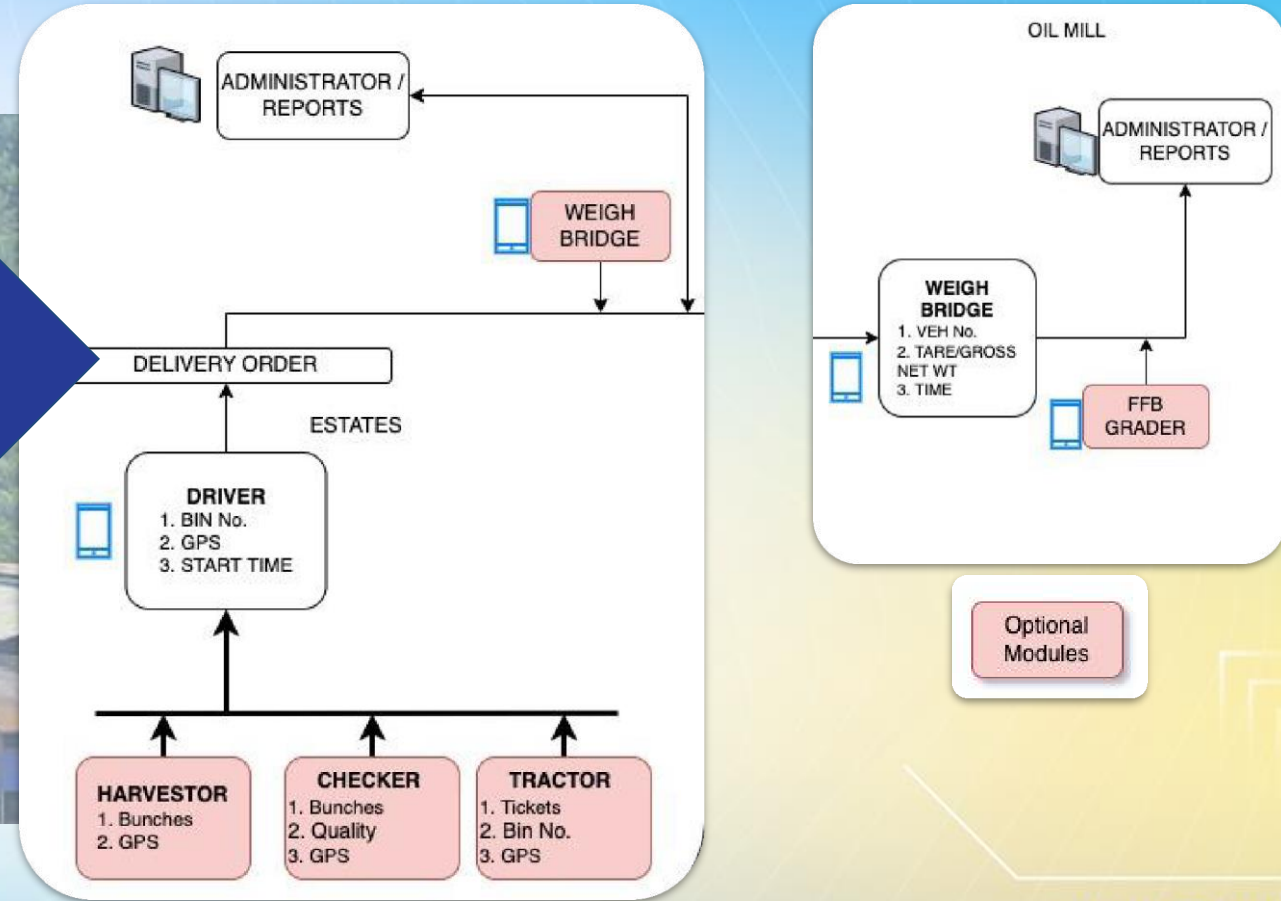 ADMINISTRATOR /
REPORTS
WEIGH
BRIDGE
DELIVERY ORDER
ESTATES
DRIVER
1. BIN No.
2. GPS
3. START TIME
HARVESTOR
1. Bunches
2. GPS
CHECKER
1. Bunches
2. Quality
3. GPS
TRACTOR
1. Tickets
2. Bin No.
3. GPS
OIL MILL
ADMINISTRATOR /
REPORTS
WEIGH
BRIDGE
1. VEH No.
2. TARE/GROSS
NET WT
3. TIME
FFB
GRADER
Optional
Modules